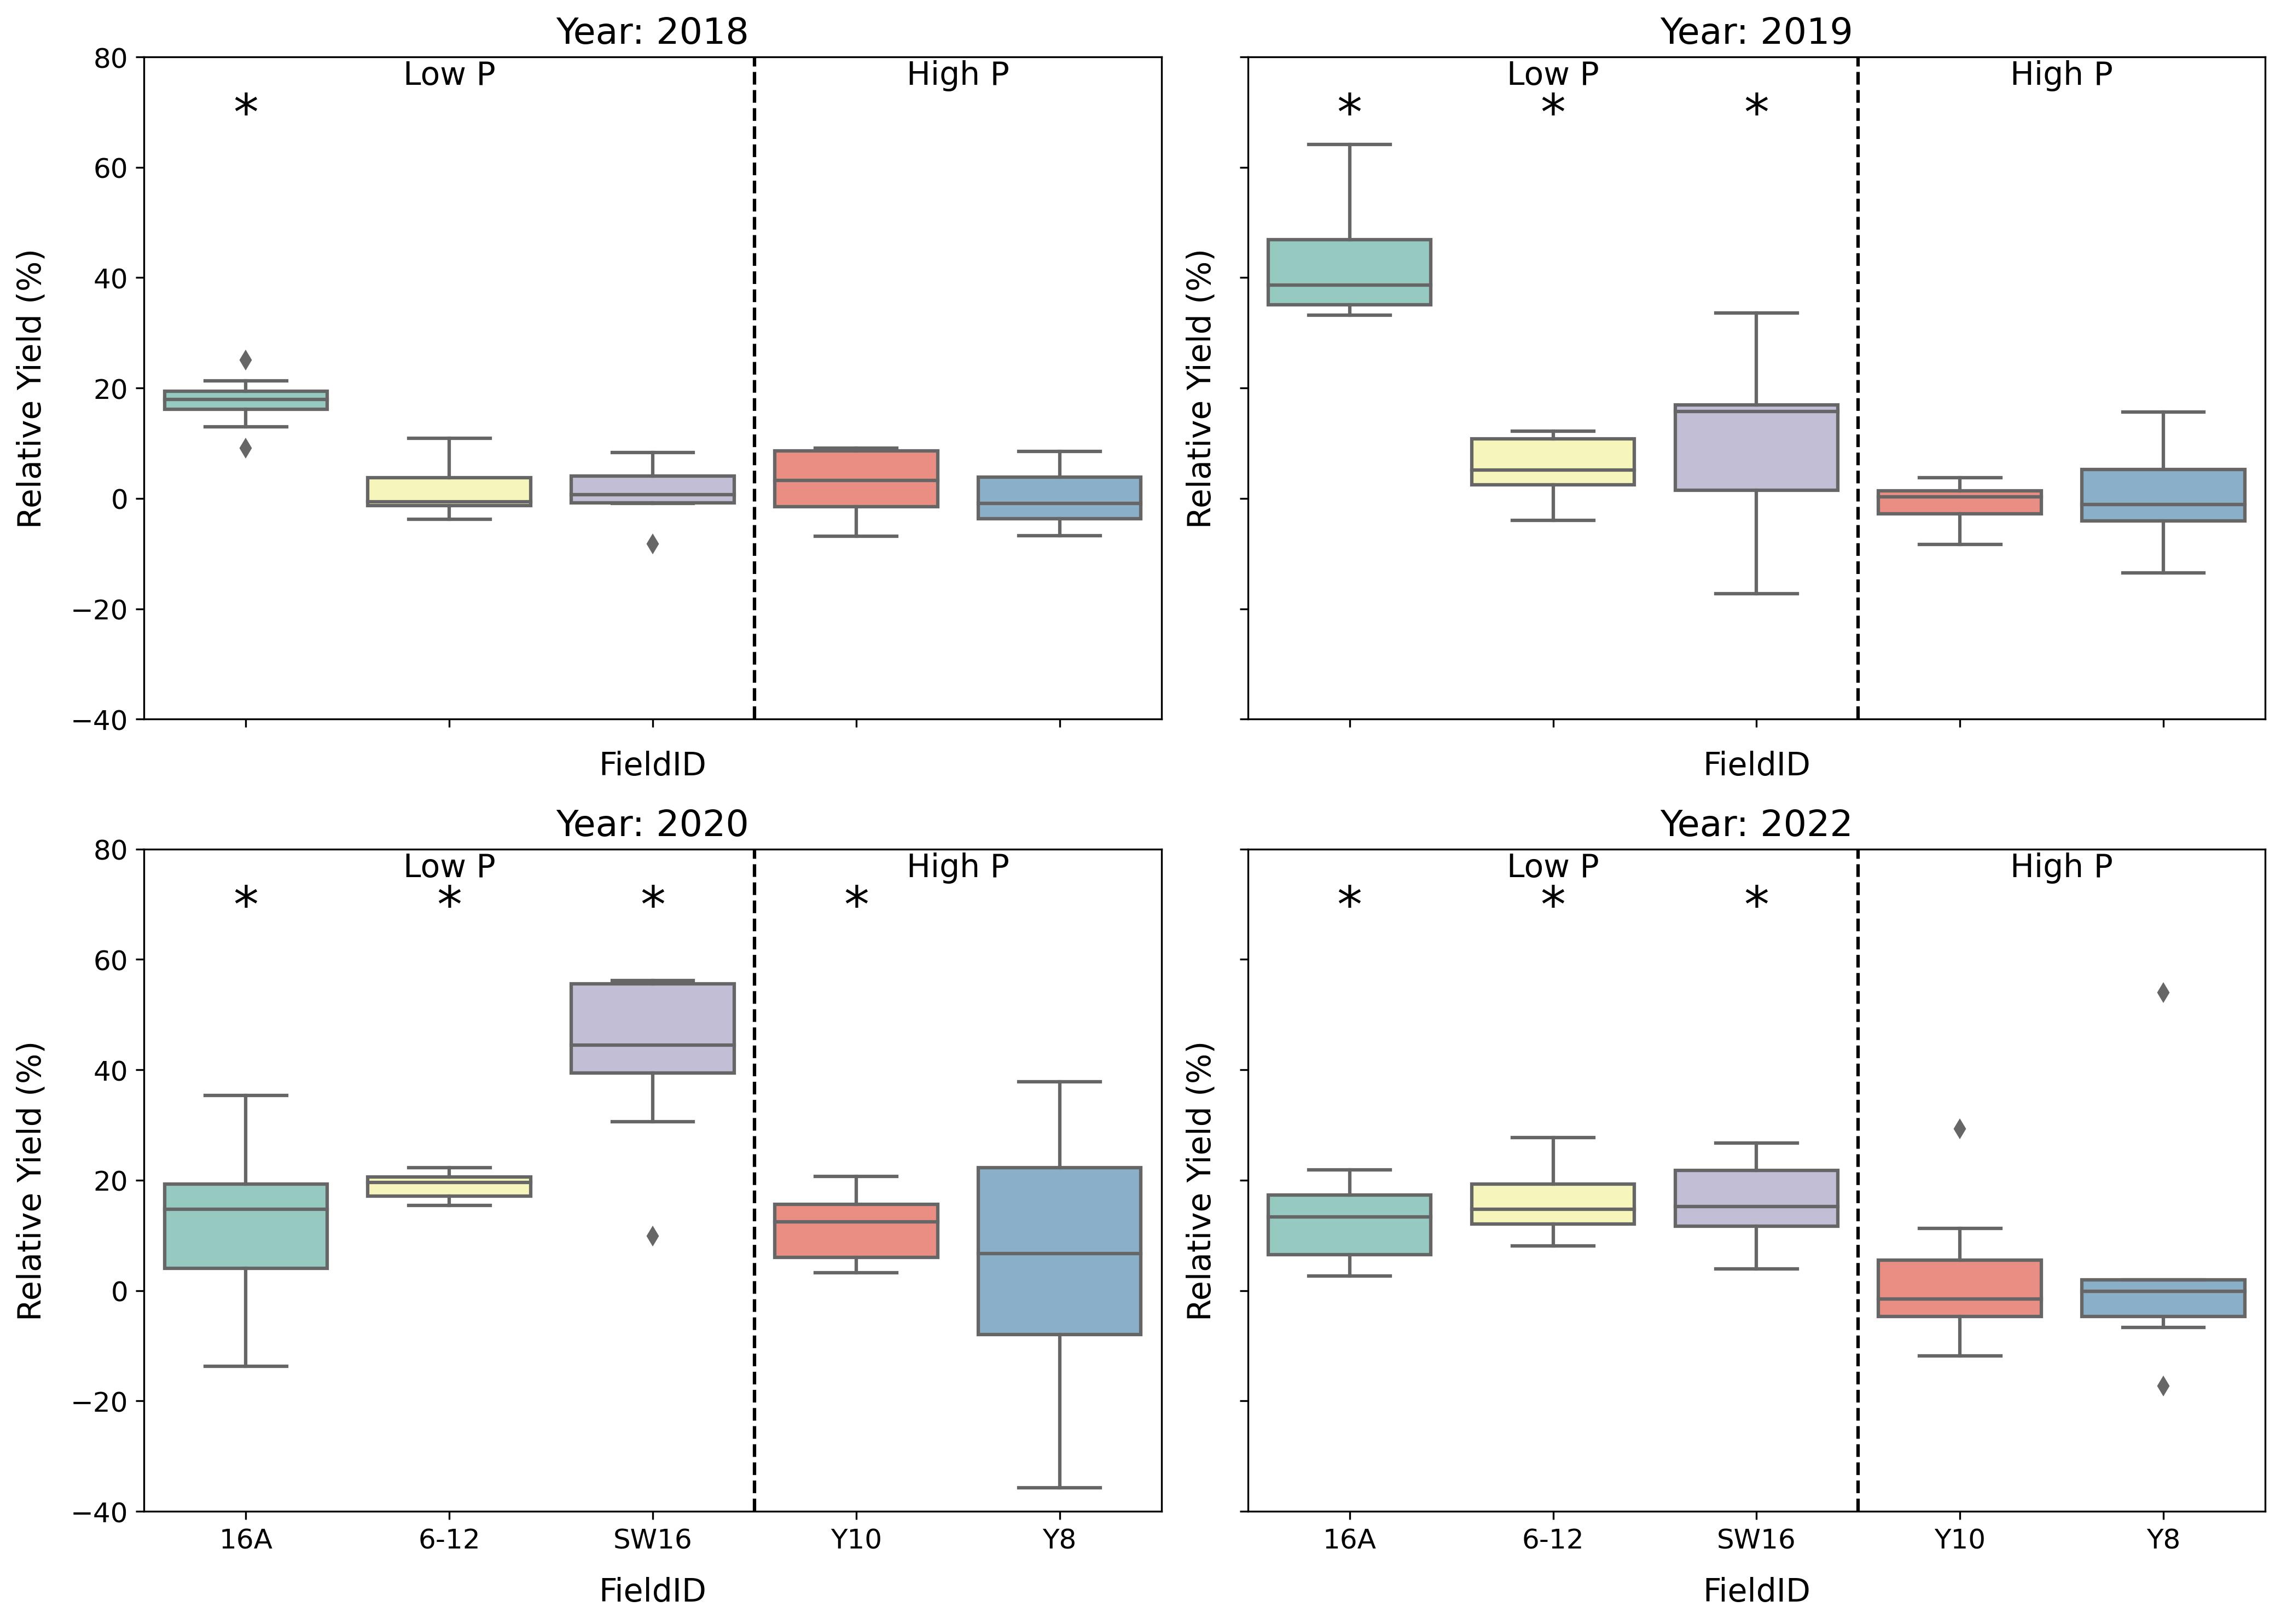 Year: 2018
Low P
High P
*
80
60
40
20
0
−20
−40
Relative Yield (%)
FieldID
Year: 2019
Low P
High P
* * *
Relative Yield (%)
FieldID
Year: 2020
Low P
High P
* * * *
80
60
40
20
0
−20
−40
Relative Yield (%)
16A 6-12 SW16 Y10 Y8
FieldID
Year: 2022
Low P
High P
* * *
Relative Yield (%)
16A 6-12 SW16 Y10 Y8
FieldID